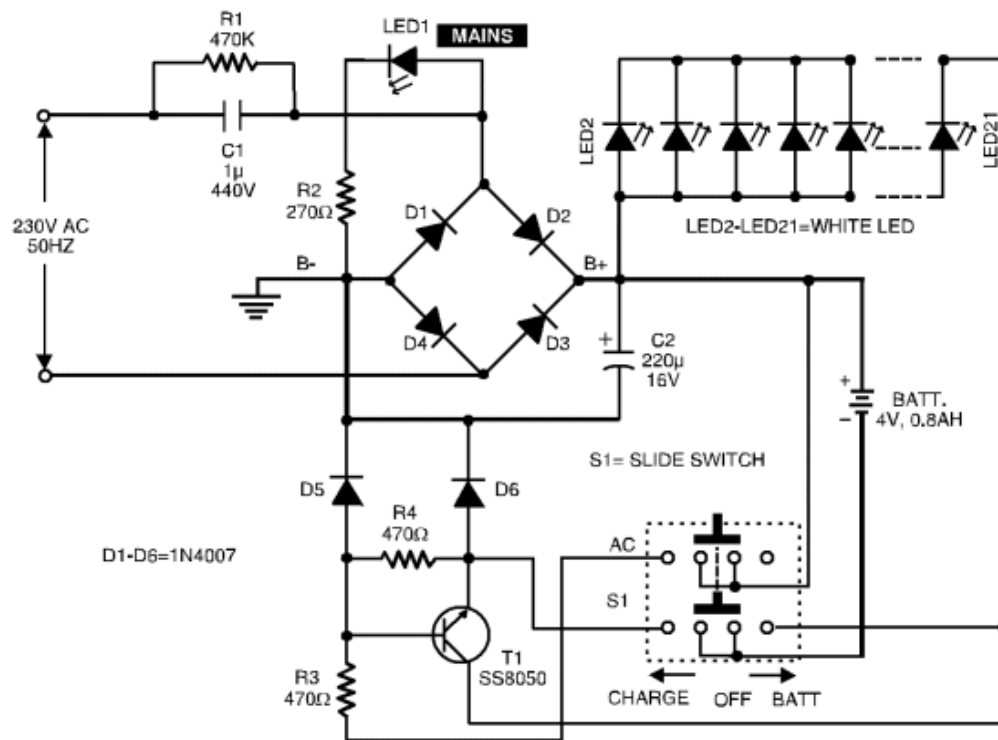 R1
470K
LED1
MAINS
C1
1µ
440V
R2
270Ω
230V AC
50HZ
D1
D2
D4
D3
B-
B+
LED2
LED21
LED2-LED21=WHITE LED
+
C2
220µ
16V
+
−
BATT.
4V, 0.8AH
S1= SLIDE SWITCH
D5
D6
R4
470Ω
D1-D6=1N4007
AC
S1
T1
SS8050
R3
470Ω
CHARGE OFF BATT